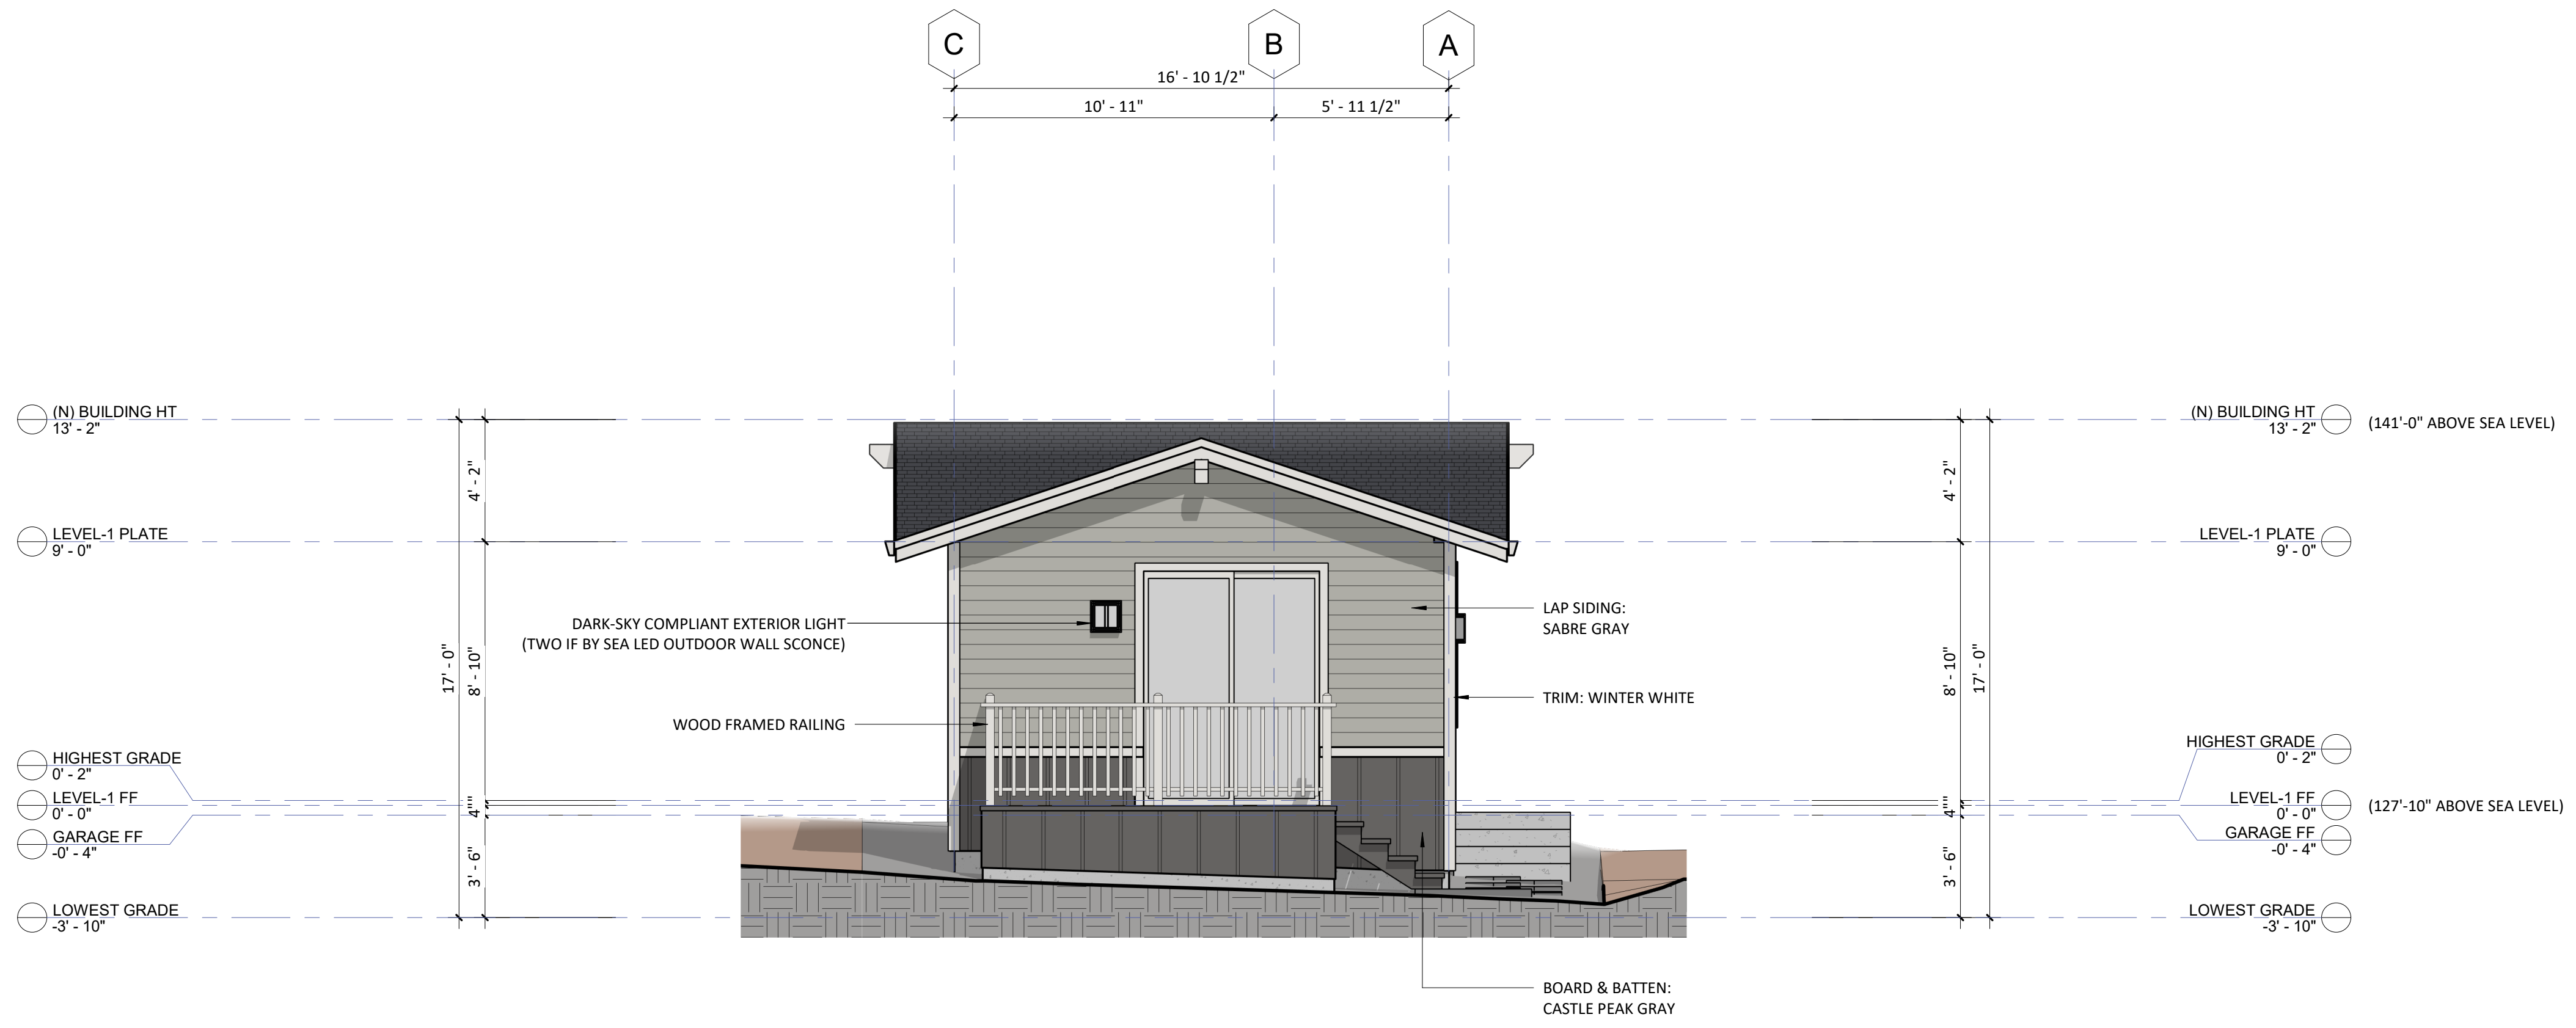 C
B
A
16' - 10 1/2"
10' - 11"
5' - 11 1/2"
(N) BUILDING HT
13' - 2"
(N) BUILDING HT
13' - 2"
(141'-0" ABOVE SEA LEVEL)
4' - 2"
4' - 2"
LEVEL-1 PLATE
9' - 0"
LEVEL-1 PLATE
9' - 0"
DARK-SKY COMPLIANT EXTERIOR LIGHT
(TWO IF BY SEA LED OUTDOOR WALL SCONCE)
LAP SIDING:
SABRE GRAY
17' - 0"
8' - 10"
8' - 10"
17' - 0"
TRIM: WINTER WHITE
WOOD FRAMED RAILING
HIGHEST GRADE
0' - 2"
HIGHEST GRADE
0' - 2"
LEVEL-1 FF
0' - 0"
4"
4"
LEVEL-1 FF
0' - 0"
(127'-10" ABOVE SEA LEVEL)
GARAGE FF
-0' - 4"
GARAGE FF
-0' - 4"
3' - 6"
3' - 6"
LOWEST GRADE
-3' - 10"
LOWEST GRADE
-3' - 10"
BOARD & BATTEN:
CASTLE PEAK GRAY